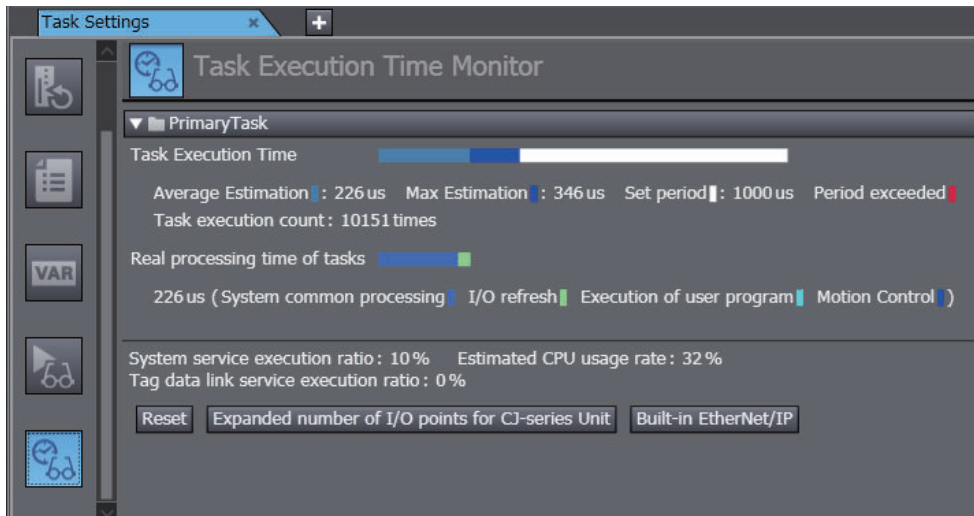 Task Settings × +
Task Execution Time Monitor
PrimaryTask
Task Execution Time
Average Estimation : 226 us Max Estimation : 346 us Set period : 1000 us Period exceeded
Task execution count : 10151 times
Real processing time of tasks
VAR
226 us ( System common processing I/O refresh Execution of user program Motion Control )
System service execution ratio : 10 % Estimated CPU usage rate : 32 %
Tag data link service execution ratio : 0 %
Reset Expanded number of I/O points for CJ-series Unit Built-in EtherNet/IP